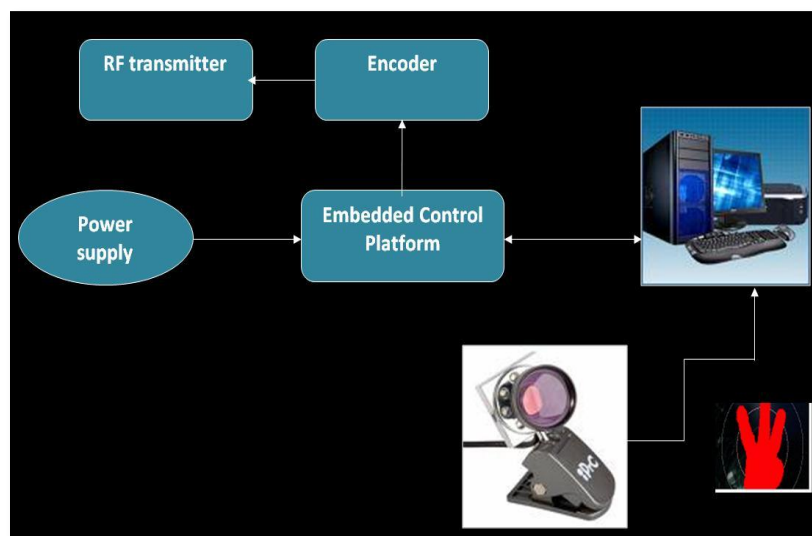 RF transmitter
Encoder
Power
supply
Embedded Control
Platform